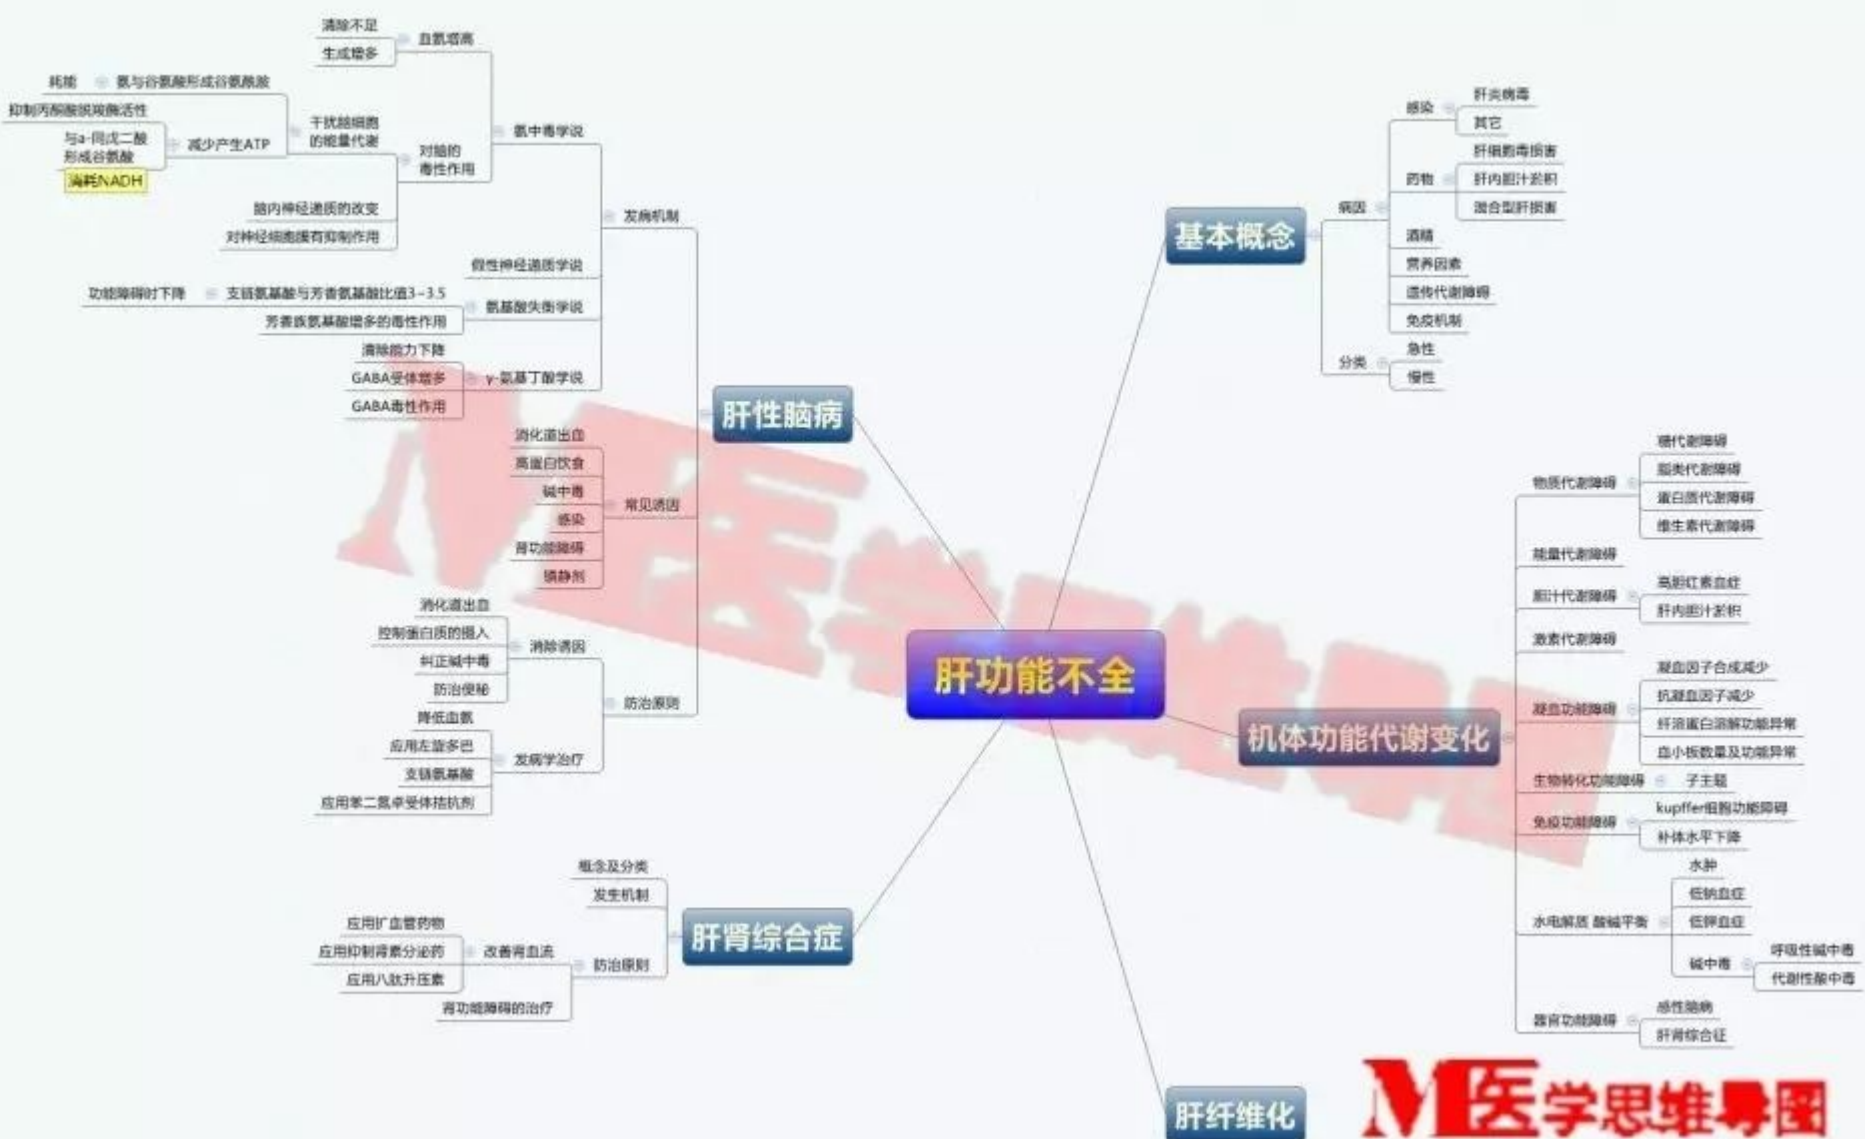 肝功能不全
基本概念
病因
感染
肝炎病毒
其它
药物
肝细胞毒损害
肝内胆汁淤积
混合型肝损害
酒精
营养因素
遗传代谢障碍
免疫机制
分类
急性
慢性
机体功能代谢变化
物质代谢障碍
糖代谢障碍
脂类代谢障碍
蛋白质代谢障碍
维生素代谢障碍
能量代谢障碍
胆汁代谢障碍
高胆红素血症
肝内胆汁淤积
激素代谢障碍
凝血功能障碍
凝血因子合成减少
抗凝血因子减少
纤溶蛋白溶解功能异常
血小板数量及功能异常
生物转化功能障碍
子主题
免疫功能障碍
kupffer细胞功能障碍
补体水平下降
水电解质 酸碱平衡
水肿
低钠血症
低钾血症
碱中毒
呼吸性碱中毒
代谢性酸中毒
器官功能障碍
感性脑病
肝肾综合征
肝纤维化
肝性脑病
发病机制
氨中毒学说
血氨增高
清除不足
生成增多
对脑的
毒性作用
干扰脑细胞
的能量代谢
氨与谷氨酸形成谷氨酰胺
耗能
减少产生ATP
抑制丙酮酸脱羧酶活性
与a-同戊二酸
形成谷氨酸
消耗NADH
脑内神经递质的改变
对神经细胞膜有抑制作用
假性神经递质学说
氨基酸失衡学说
支链氨基酸与芳香氨基酸比值3-3.5
功能障碍时下降
芳香族氨基酸增多的毒性作用
γ-氨基丁酸学说
清除能力下降
GABA受体增多
GABA毒性作用
常见诱因
消化道出血
高蛋白饮食
碱中毒
感染
肾功能障碍
镇静剂
防治原则
消除诱因
消化道出血
控制蛋白质的摄入
纠正碱中毒
防治便秘
发病学治疗
降低血氨
应用左旋多巴
支链氨基酸
应用苯二氮卓受体拮抗剂
肝肾综合症
概念及分类
发生机制
防治原则
改善肾血流
应用扩血管药物
应用抑制肾素分泌药
应用八肽升压素
肾功能障碍的治疗
M医学思维导图
M医学思维导图